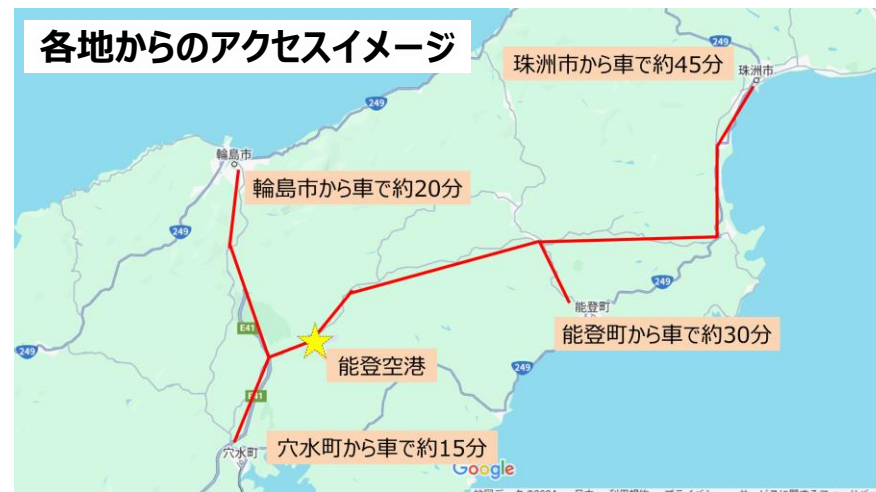 各地からのアクセスイメージ
249
珠洲市から車で約45分
珠洲市
249
輪島市
輪島市から車で約20分
249
249
能登町
E41
能登町から車で約30分
249
能登空港
249
E41
穴水町から車で約15分
穴水町
Google